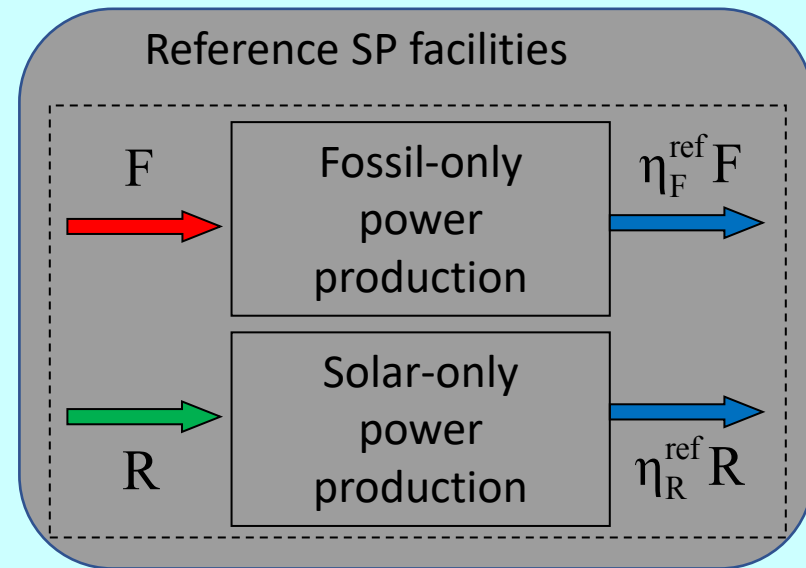 Reference SP facilities
F
Fossil-only
power
production
η_F^ref F
R
Solar-only
power
production
η_R^ref R